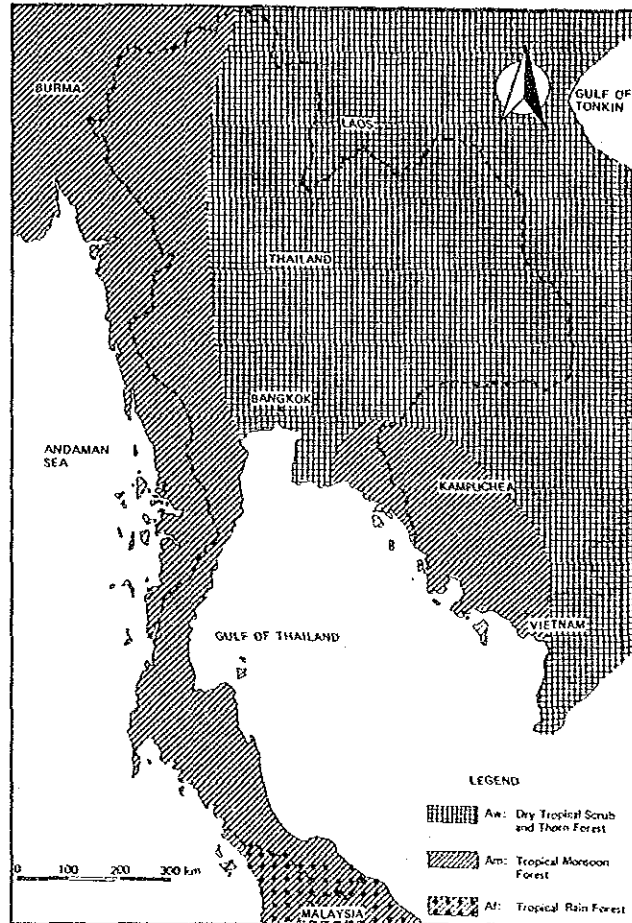 BURMA
GULF OF
TONKIN
LAOS
THAILAND
BANGKOK
ANDAMAN
SEA
KAMPUCHEA
VIETNAM
GULF OF THAILAND
LEGEND
Aw: Dry Tropical Scrub
and Thorn Forest
Am: Tropical Monsoon
Forest
Af: Tropical Rain Forest
0 100 200 300 km
MALAYSIA